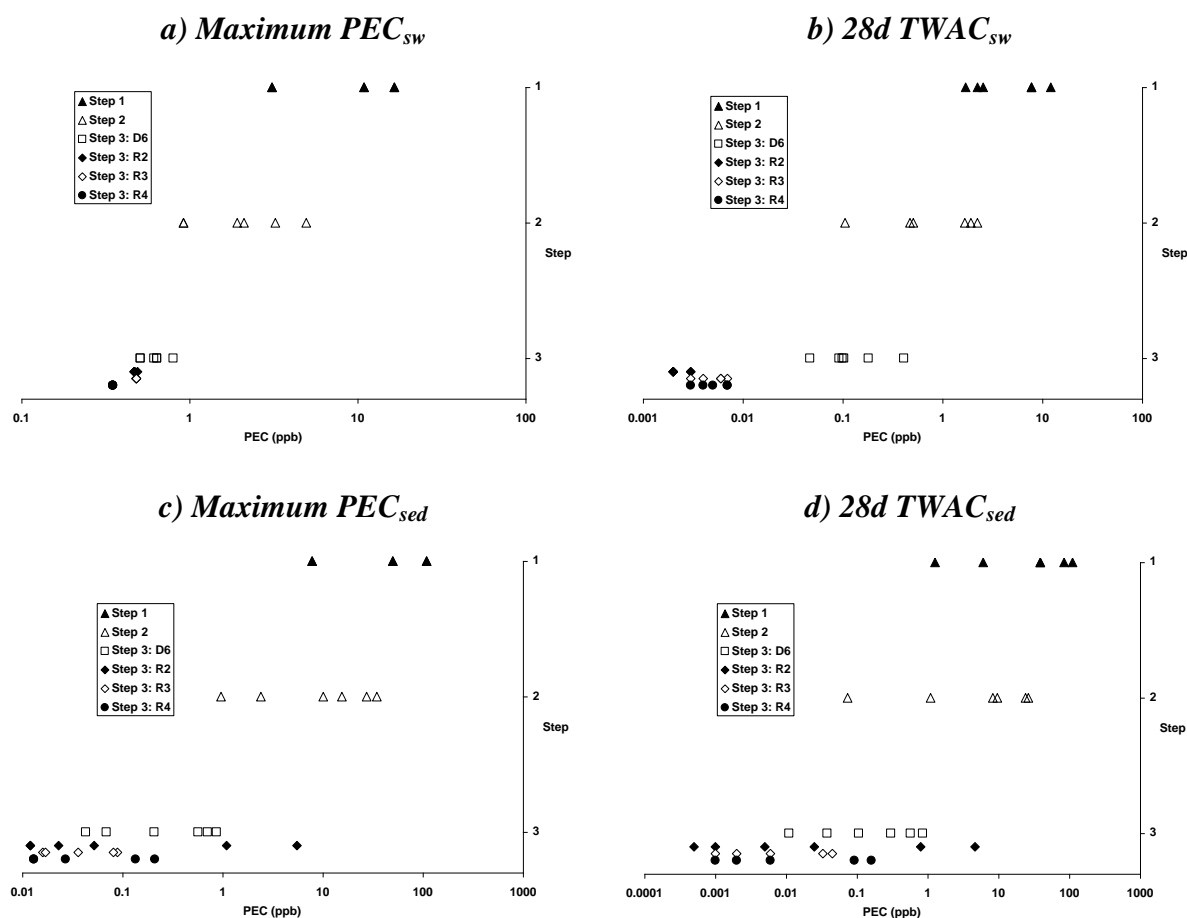 a) Maximum PECsw
Step 1
Step 2
Step 3: D6
Step 3: R2
Step 3: R3
Step 3: R4
1
2
Step
3
0.1 1 10 100
PEC (ppb)
b) 28d TWACsw
Step 1
Step 2
Step 3: D6
Step 3: R2
Step 3: R3
Step 3: R4
1
2
Step
3
0.001 0.01 0.1 1 10 100
PEC (ppb)
c) Maximum PECsed
Step 1
Step 2
Step 3: D6
Step 3: R2
Step 3: R3
Step 3: R4
1
2
Step
3
0.01 0.1 1 10 100 1000
PEC (ppb)
d) 28d TWACsed
Step 1
Step 2
Step 3: D6
Step 3: R2
Step 3: R3
Step 3: R4
1
2
Step
3
0.0001 0.001 0.01 0.1 1 10 100 1000
PEC (ppb)